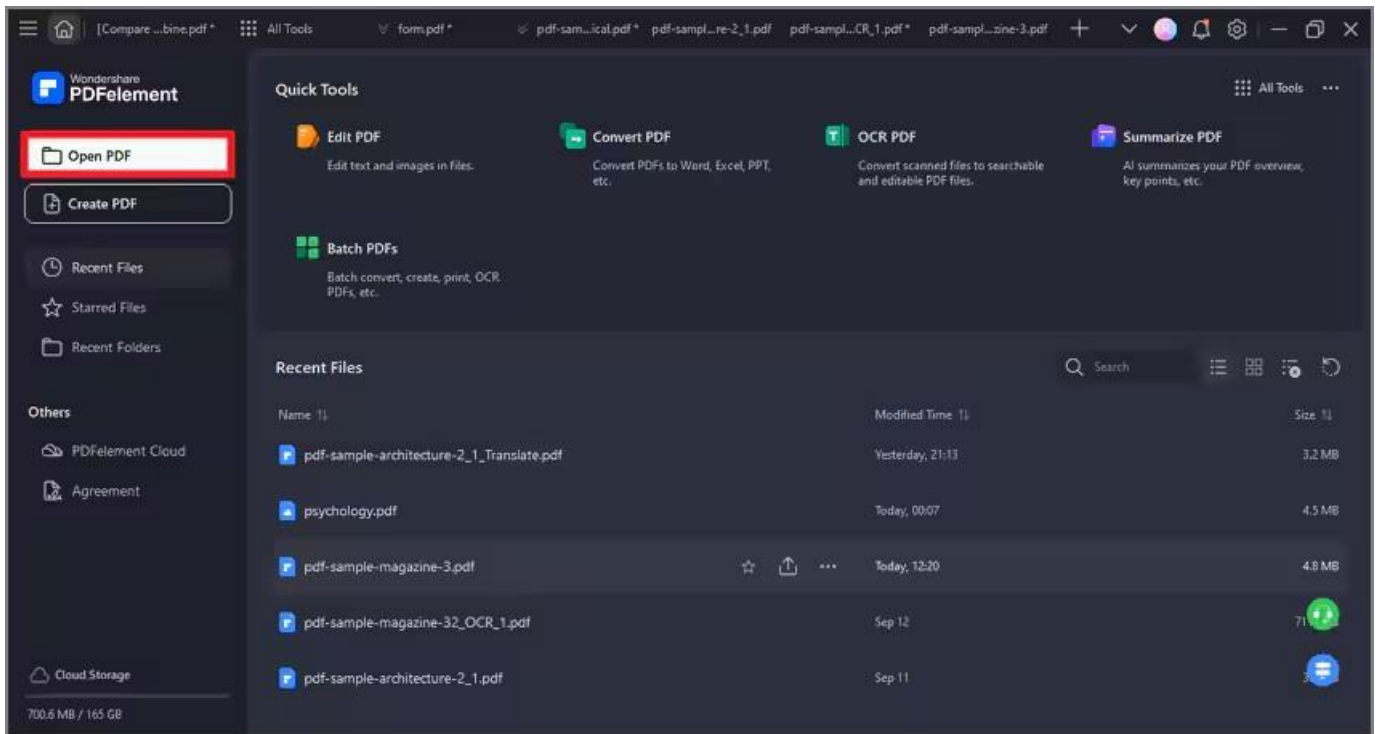 [Compare ...bine.pdf *
All Tools
form.pdf *
pdf-sam...ical.pdf *
pdf-sampl...re-2_1.pdf
pdf-sampl...CR_1.pdf *
pdf-sampl...zine-3.pdf
Wondershare
PDFelement
Open PDF
Create PDF
Recent Files
Starred Files
Recent Folders
Others
PDFelement Cloud
Agreement
Cloud Storage
700.6 MB / 165 GB
Quick Tools
All Tools
Edit PDF
Edit text and images in files.
Convert PDF
Convert PDFs to Word, Excel, PPT,
etc.
OCR PDF
Convert scanned files to searchable
and editable PDF files.
Summarize PDF
AI summarizes your PDF overview,
key points, etc.
Batch PDFs
Batch convert, create, print, OCR
PDFs, etc.
Recent Files
Search
Name Modified Time Size
pdf-sample-architecture-2_1_Translate.pdf Yesterday, 21:13 3.2 MB
psychology.pdf Today, 00:07 4.5 MB
pdf-sample-magazine-3.pdf Today, 12:20 4.8 MB
pdf-sample-magazine-32_OCR_1.pdf Sep 12
pdf-sample-architecture-2_1.pdf Sep 11